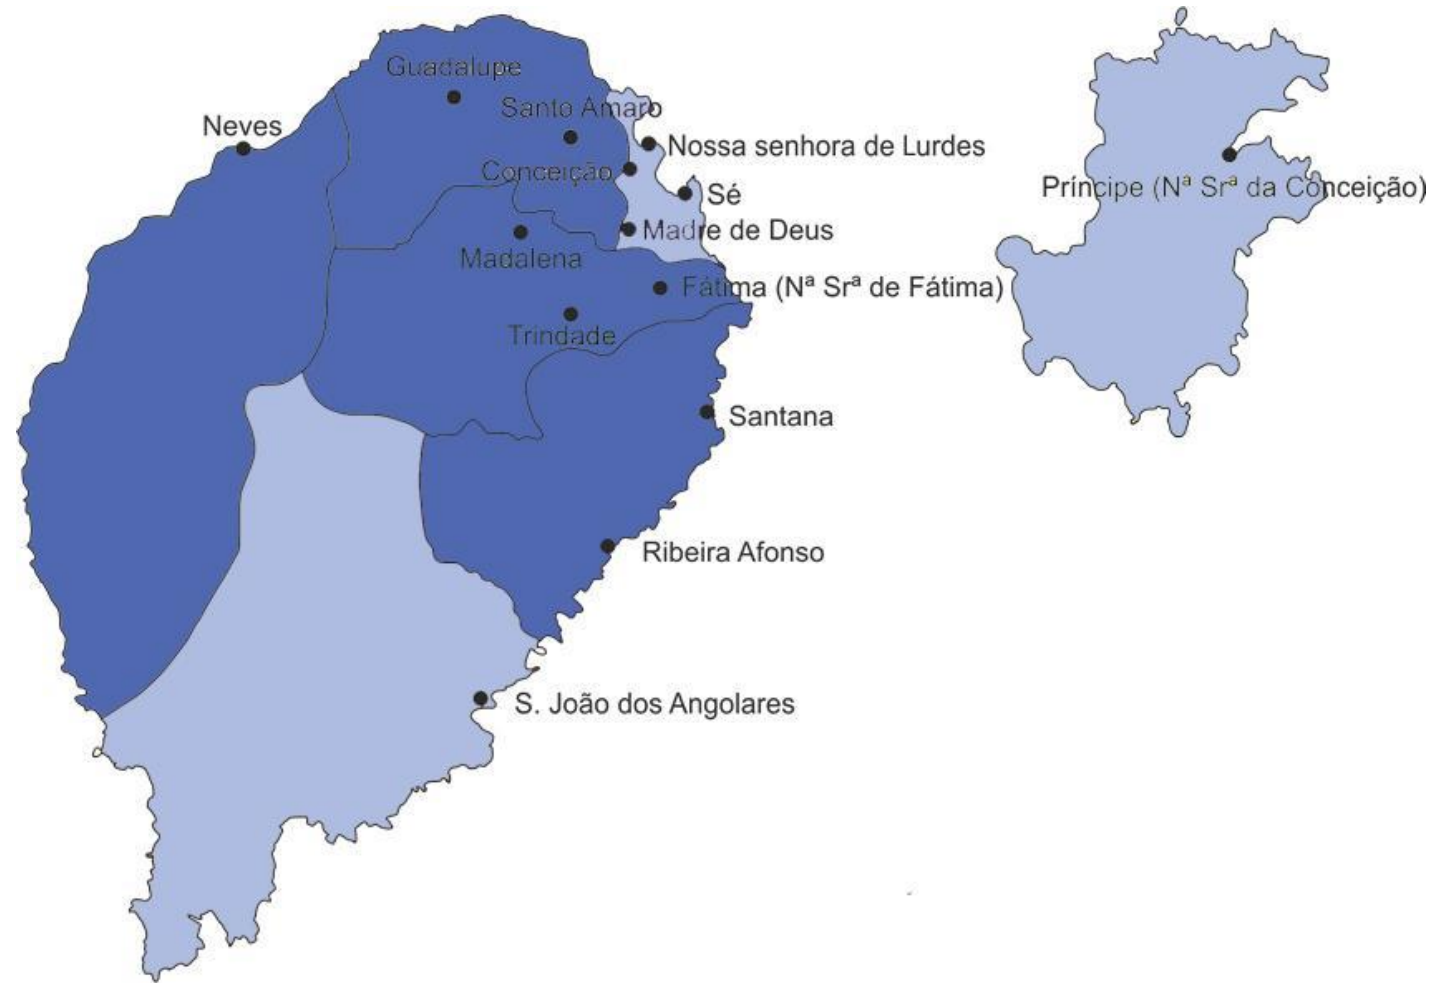 Guadalupe
Santo Amaro
Neves
Nossa senhora de Lurdes
Conceição
Príncipe (Nª Srª da Conceição)
Sé
Madre de Deus
Madalena
Fátima (Nª Srª de Fátima)
Trindade
Santana
Ribeira Afonso
S. João dos Angolares